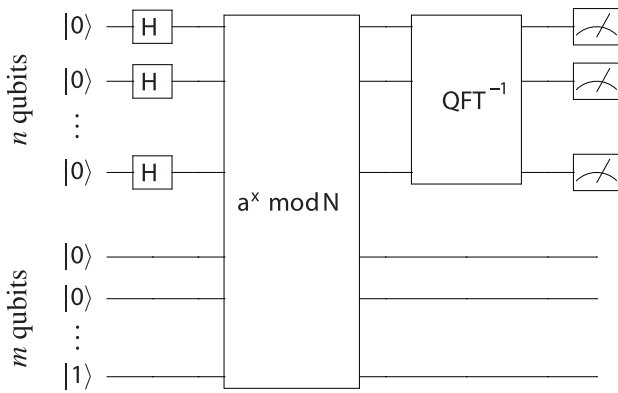 n qubits
|0⟩ H
|0⟩ H
⋮
|0⟩ H
a^x mod N
QFT^−1
m qubits
|0⟩
|0⟩
⋮
|1⟩